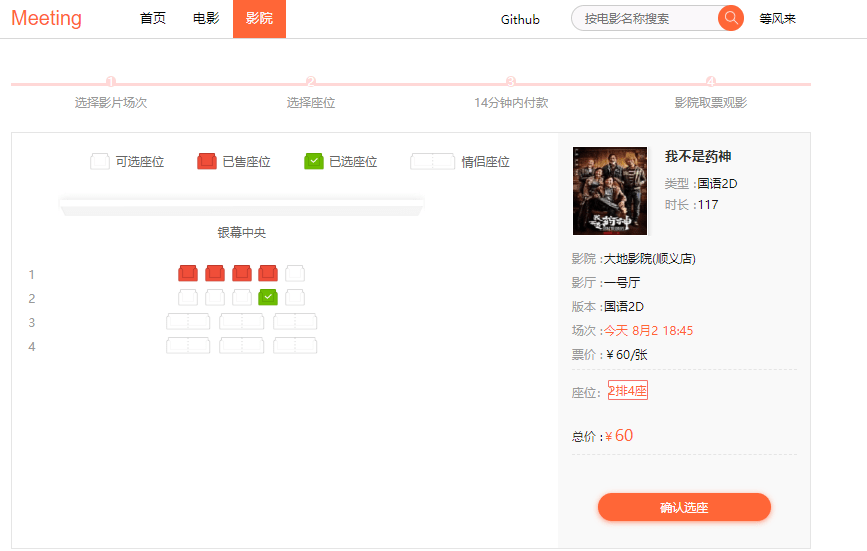 Meeting 首页 电影 影院 Github 按电影名称搜索 等风来
1 2 3 4
选择影片场次 选择座位 14分钟内付款 影院取票观影
可选座位 已售座位 已选座位 情侣座位
银幕中央
1
2
3
4
我不是药神
我不是药神
类型 :国语2D
时长 :117
影院 :大地影院(顺义店)
影厅 :一号厅
版本 :国语2D
场次 :今天 8月2 18:45
票价 :￥60/张
座位: 2排4座
总价 :￥60
确认选座